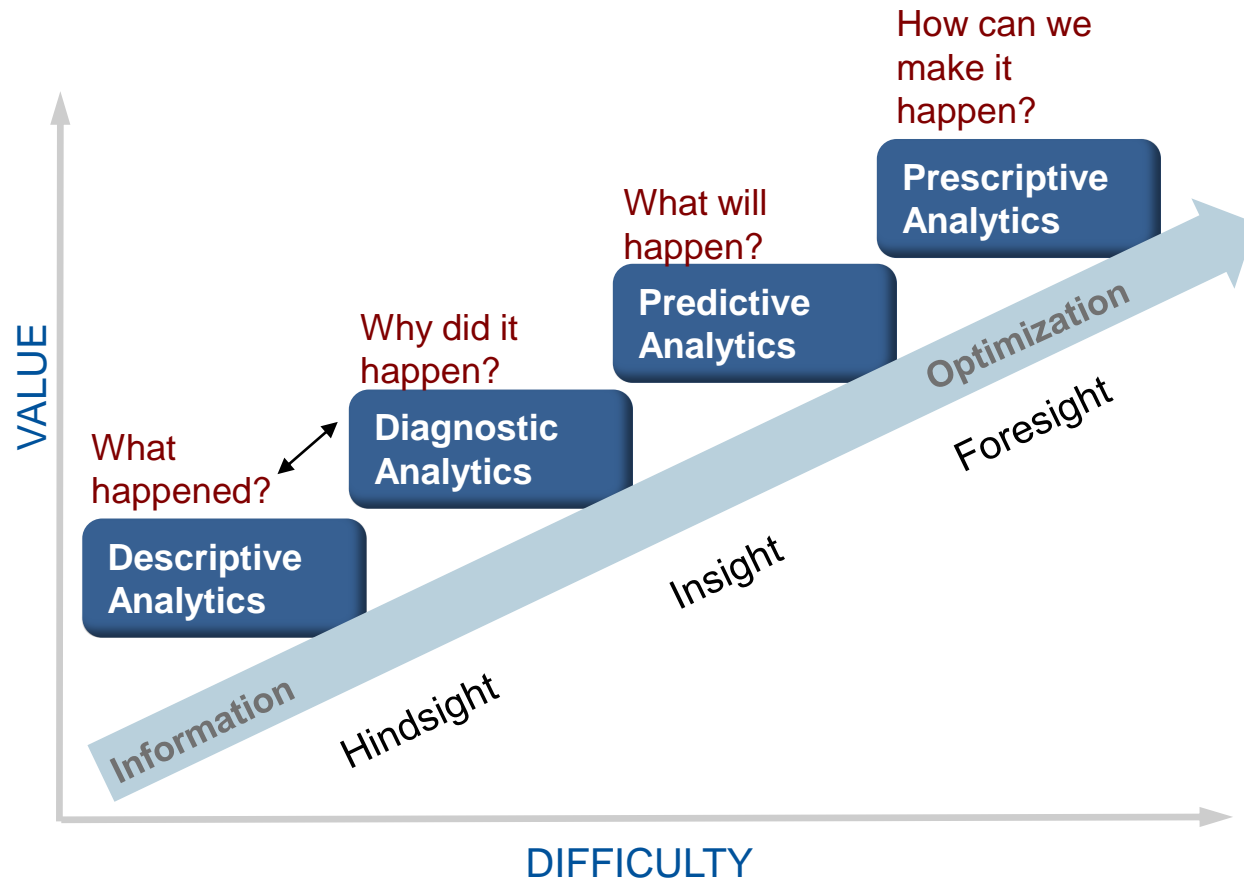 How can we
make it
happen?
Prescriptive
Analytics
What will
happen?
Predictive
Analytics
Why did it
happen?
Diagnostic
Analytics
What
happened?
Descriptive
Analytics
VALUE
Information
Optimization
Hindsight
Insight
Foresight
DIFFICULTY